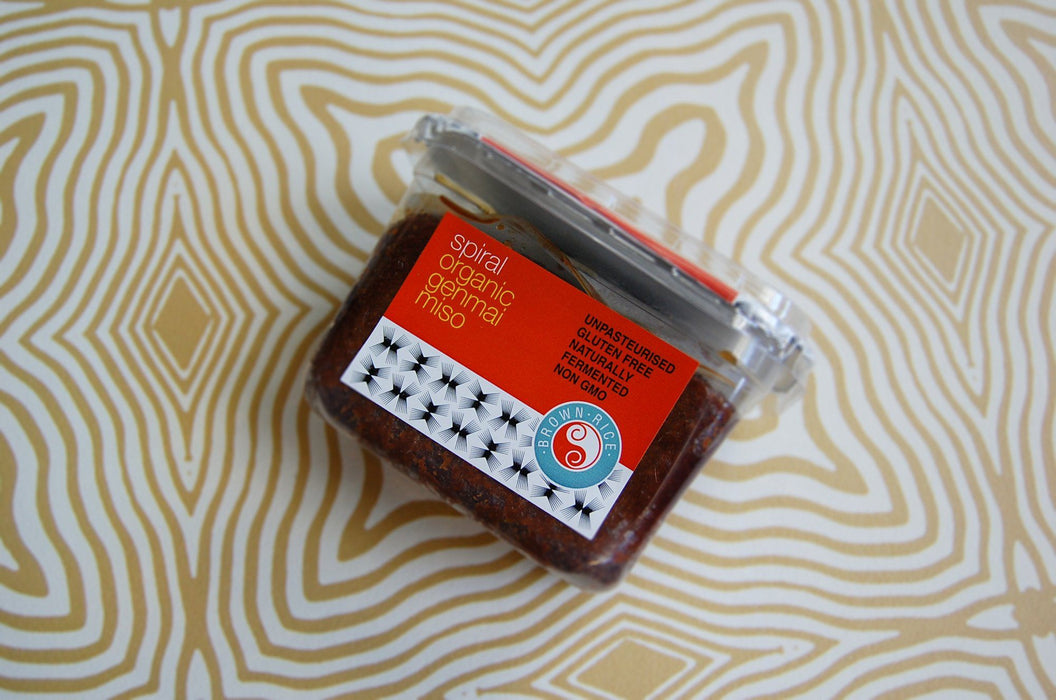 spiral
organic
genmai
miso
UNPASTEURISED
GLUTEN FREE
NATURALLY
FERMENTED
NON GMO
· BROWN · RICE ·